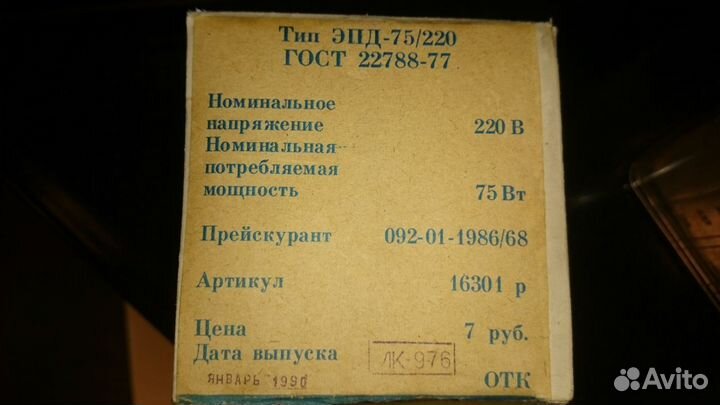 Тип ЭПД-75/220
ГОСТ 22788-77
Номинальное
напряжение 220 В
Номинальная
потребляемая
мощность 75 Вт
Прейскурант 092-01-1986/68
Артикул 16301 р
Цена 7 руб.
Дата выпуска ЛК-976
ЯНВАРЬ 1990 ОТК
Avito